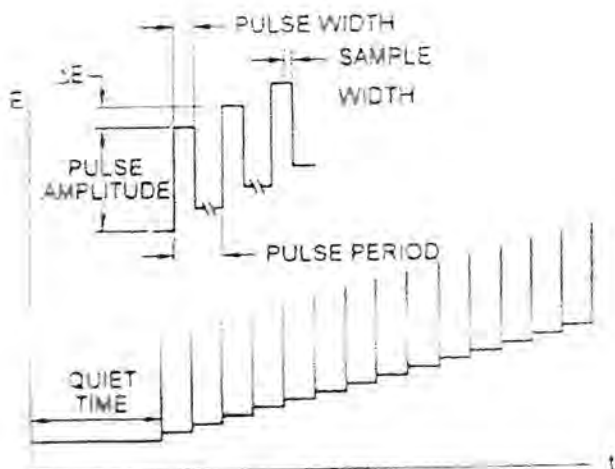 PULSE WIDTH
SAMPLE
WIDTH
E
PULSE
AMPLITUDE
PULSE PERIOD
QUIET
TIME
t